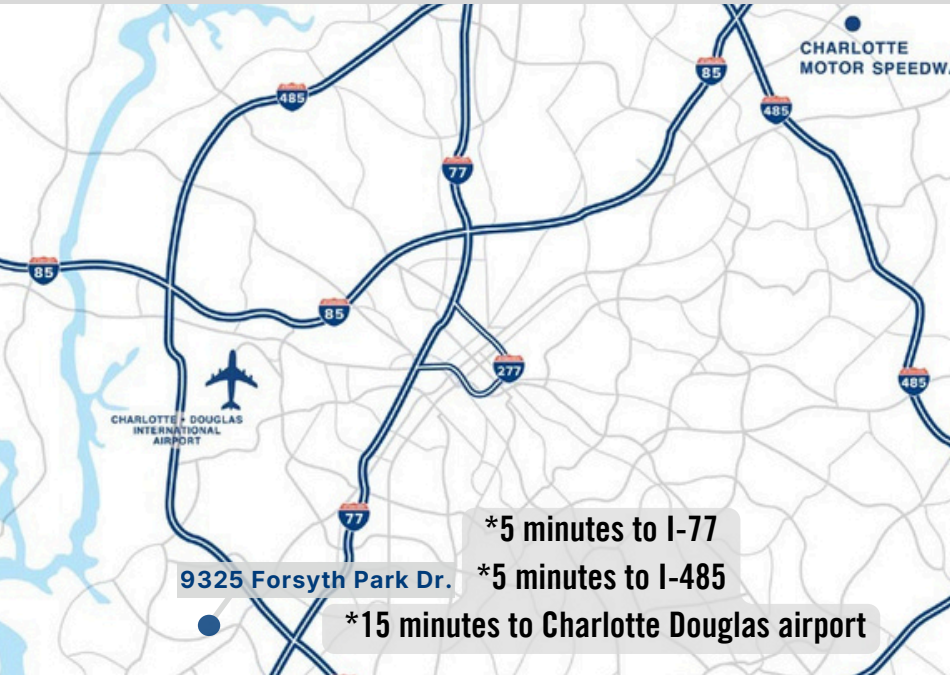 CHARLOTTE
MOTOR SPEEDWA
485
85
485
77
85
85
277
485
CHARLOTTE • DOUGLAS
INTERNATIONAL
AIRPORT
77
*5 minutes to I-77
9325 Forsyth Park Dr.
*5 minutes to I-485
*15 minutes to Charlotte Douglas airport